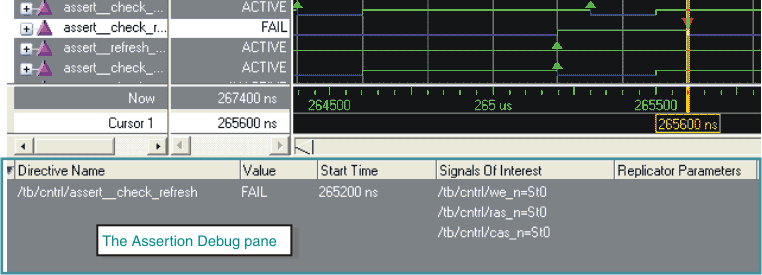 assert__check_... ACTIVE
assert__check_r... FAIL
assert__refresh_... ACTIVE
assert__check_... ACTIVE
Now 267400 ns 264500 265 us 265500
Cursor 1 265600 ns 265600 ns
Directive Name Value Start Time Signals Of Interest Replicator Parameters
/tb/cntrl/assert__check_refresh FAIL 265200 ns /tb/cntrl/we_n=St0
/tb/cntrl/ras_n=St0
/tb/cntrl/cas_n=St0
The Assertion Debug pane